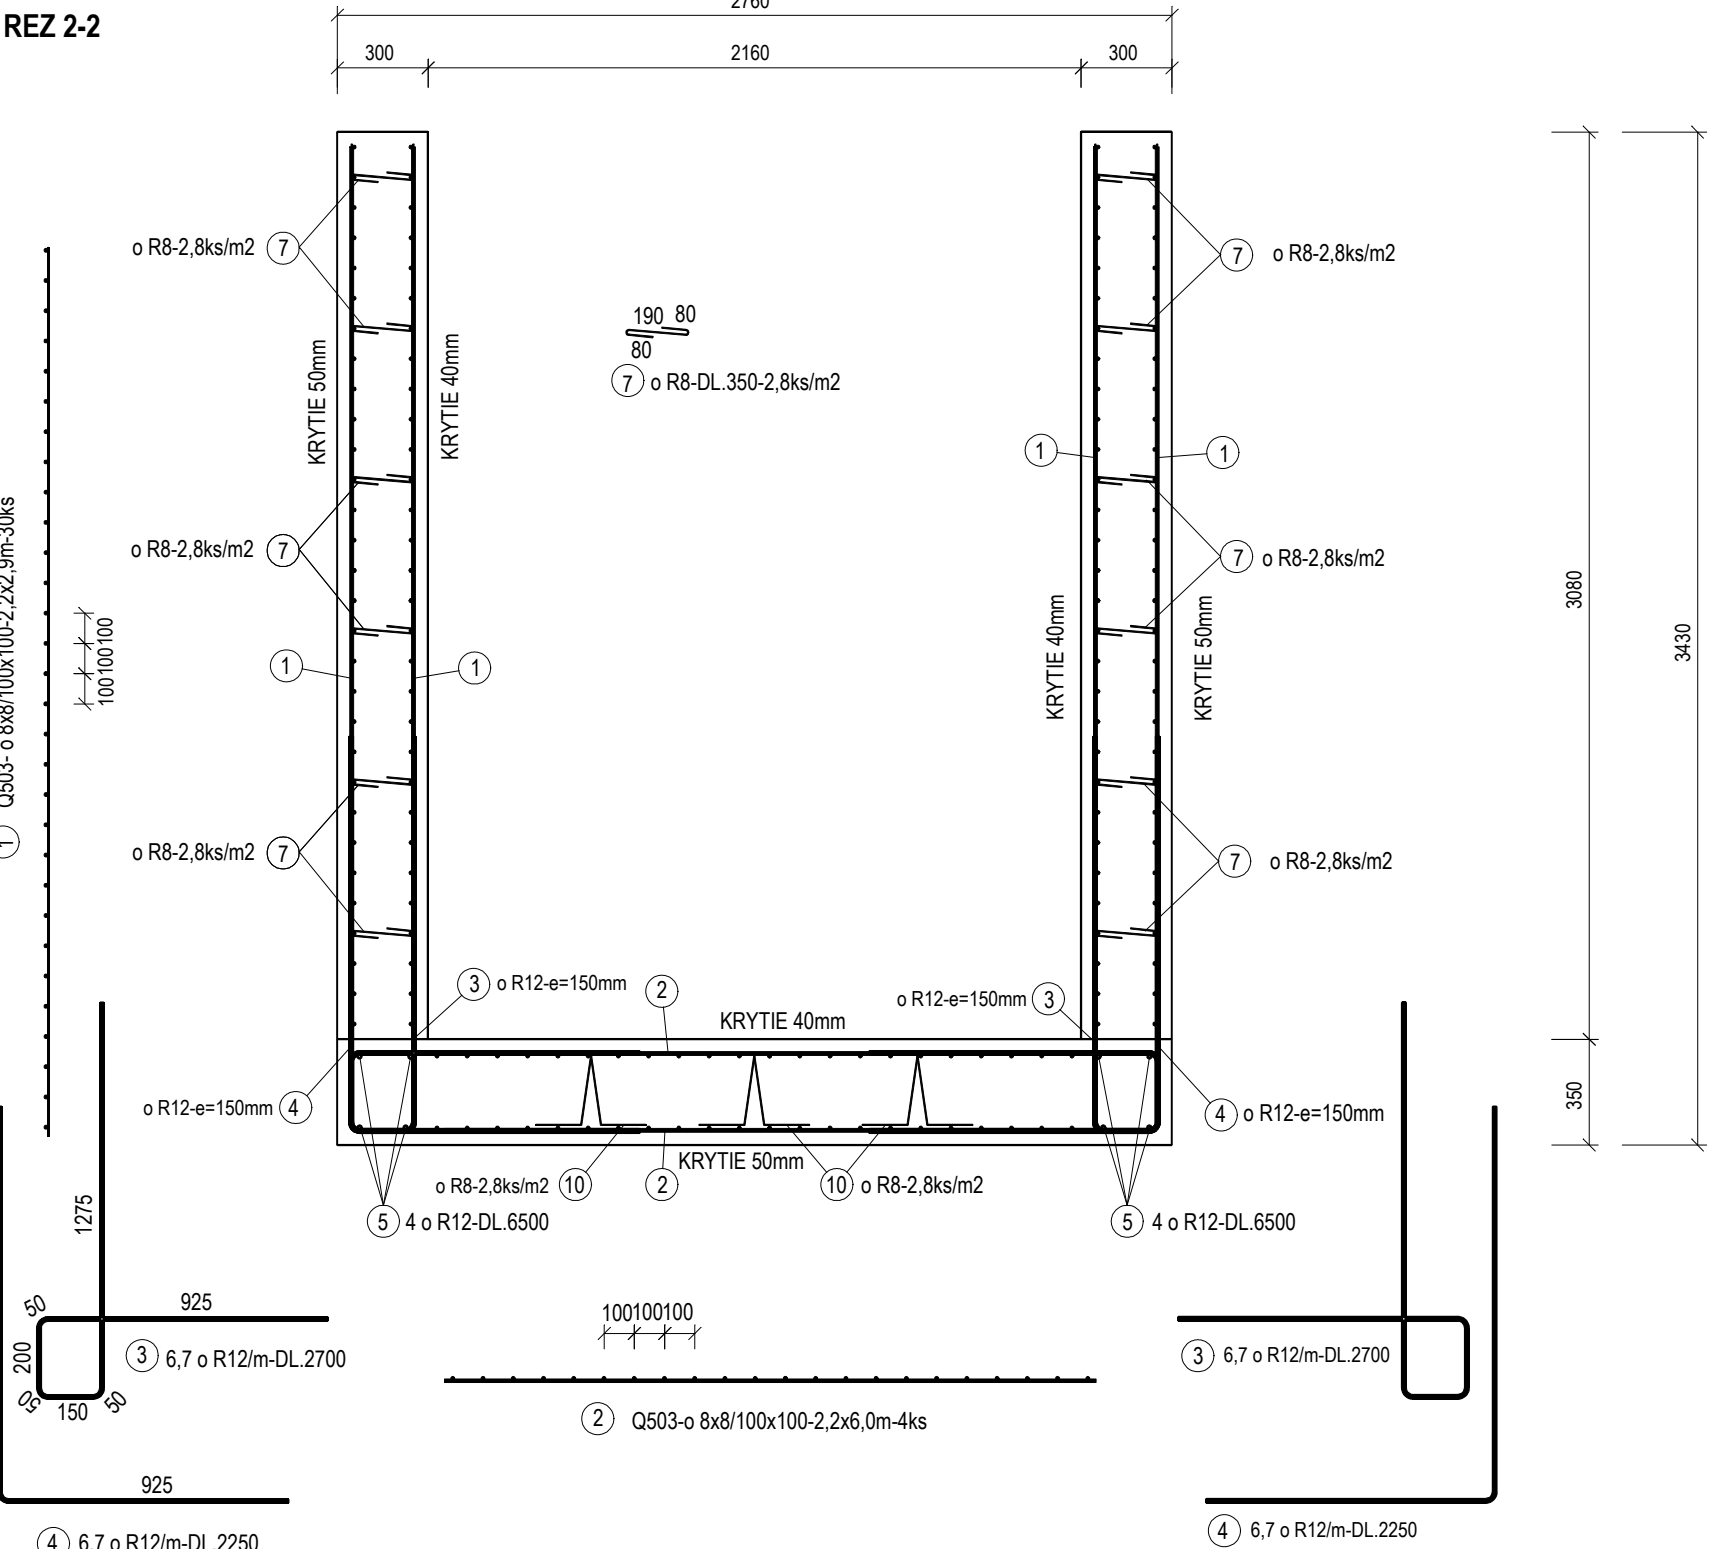 REZ 2-2
2760
300
2160
300
o R8-2,8ks/m2 7
7 o R8-2,8ks/m2
190 80
80
7 o R8-DL.350-2,8ks/m2
KRYTIE 50mm
KRYTIE 40mm
1
1
o R8-2,8ks/m2 7
7 o R8-2,8ks/m2
1 Q503- o 8x8/100x100-2,2x2,9m-30ks
100100100
KRYTIE 40mm
KRYTIE 50mm
3080
3430
1
1
o R8-2,8ks/m2 7
7 o R8-2,8ks/m2
3 o R12-e=150mm
2
o R12-e=150mm 3
KRYTIE 40mm
o R12-e=150mm 4
4 o R12-e=150mm
350
KRYTIE 50mm
o R8-2,8ks/m2 10
2
10 o R8-2,8ks/m2
5 4 o R12-DL.6500
5 4 o R12-DL.6500
1275
50
925
200
50
150
50
3 6,7 o R12/m-DL.2700
100100100
2 Q503-o 8x8/100x100-2,2x6,0m-4ks
3 6,7 o R12/m-DL.2700
925
4 6,7 o R12/m-DL.2250
4 6,7 o R12/m-DL.2250